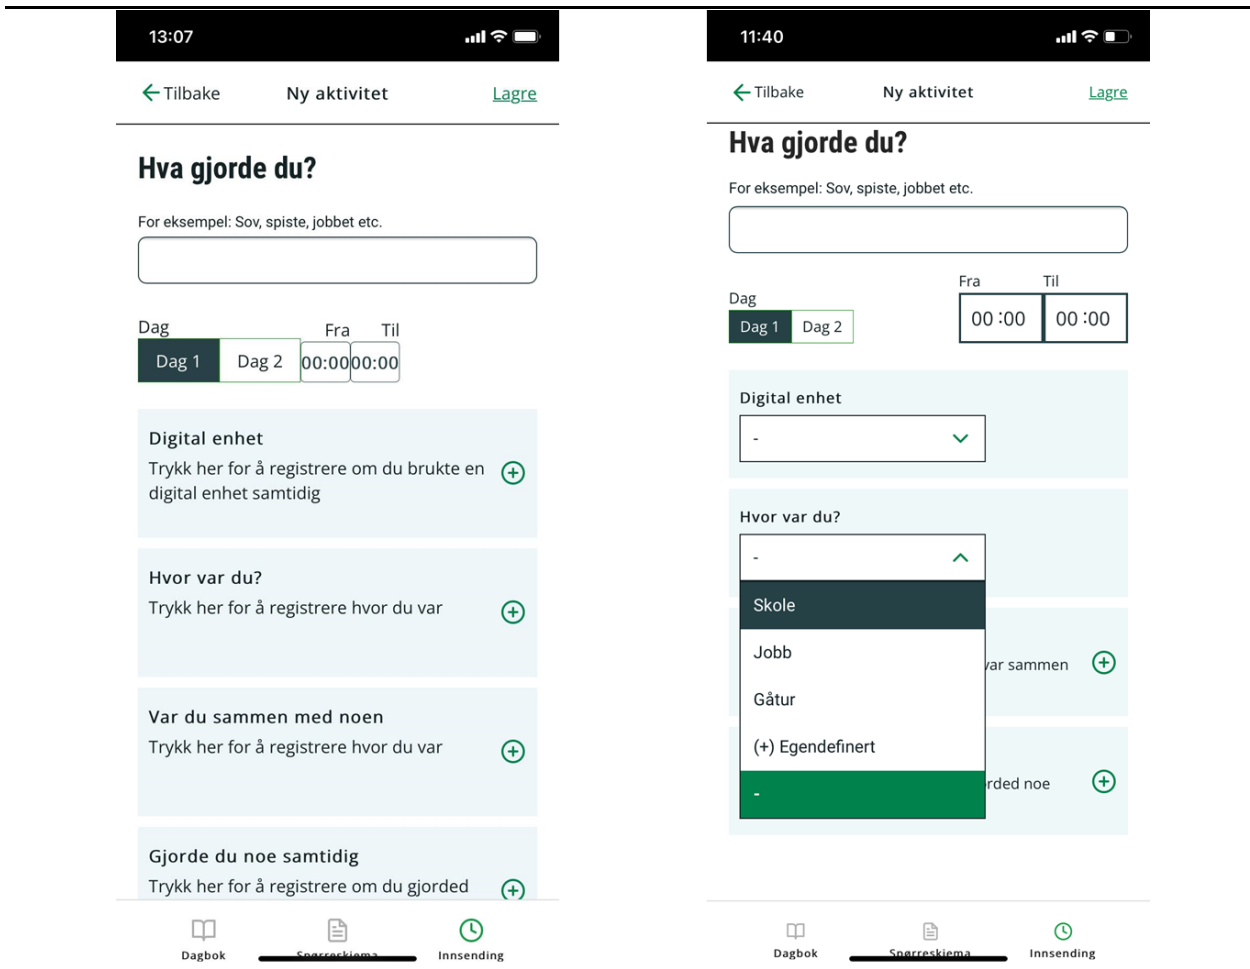 13:07
Tilbake Ny aktivitet Lagre
Hva gjorde du?
For eksempel: Sov, spiste, jobbet etc.
Dag Fra Til
Dag 1 Dag 2 00:00 00:00
Digital enhet
Trykk her for å registrere om du brukte en
digital enhet samtidig
Hvor var du?
Trykk her for å registrere hvor du var
Var du sammen med noen
Trykk her for å registrere hvor du var
Gjorde du noe samtidig
Trykk her for å registrere om du gjorded
Dagbok Spørreskjema Innsending
11:40
Tilbake Ny aktivitet Lagre
Hva gjorde du?
For eksempel: Sov, spiste, jobbet etc.
Fra Til
Dag
Dag 1 Dag 2 00:00 00:00
Digital enhet
-
Hvor var du?
-
Skole
Jobb
var sammen
Gåtur
(+) Egendefinert
rded noe
-
Dagbok Spørreskjema Innsending